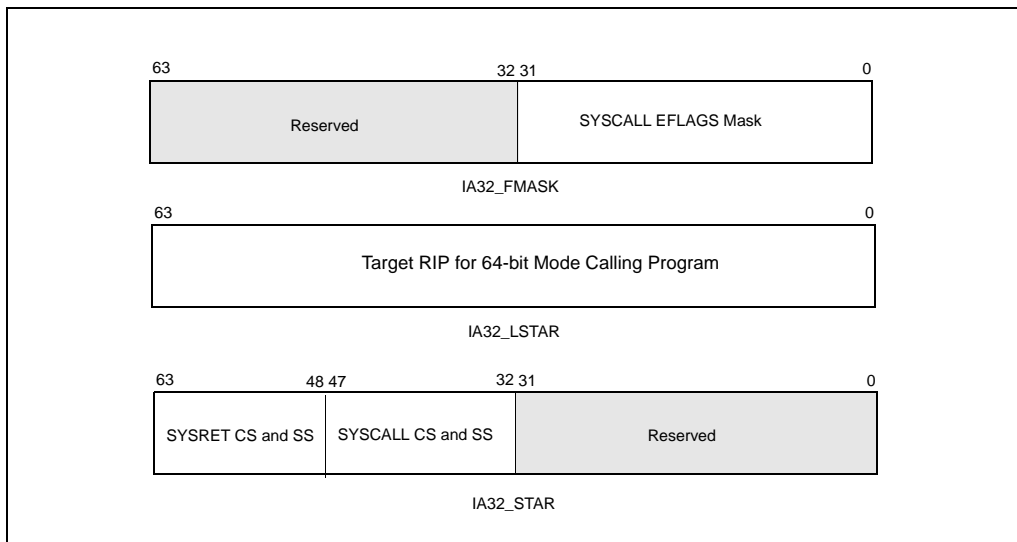 63 32 31 0
Reserved SYSCALL EFLAGS Mask
IA32_FMASK
63 0
Target RIP for 64-bit Mode Calling Program
IA32_LSTAR
63 48 47 32 31 0
SYSRET CS and SS SYSCALL CS and SS Reserved
IA32_STAR